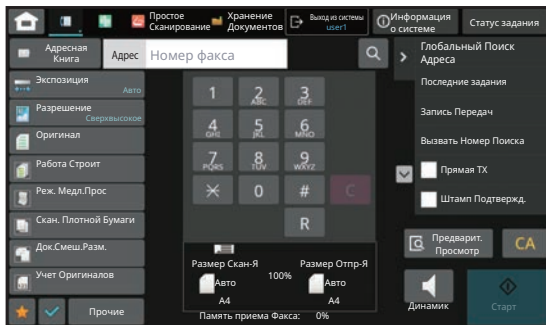 Простое
Сканирование
Хранение
Документов
Выход из системы
user1
Информация
о системе
Статус задания
Адресная
Книга
Адрес
Номер факса
Экспозиция
Авто
Разрешение
Сверхвысокое
Оригинал
Работа Строит
Реж. Медл.Прос
Скан. Плотной Бумаги
Док.Смеш.Разм.
Учет Оригиналов
Прочие
1
2
ABC
3
DEF
4
GHI
5
JKL
6
MNO
7
PQRS
8
TUV
9
WXYZ
0
#
C
R
Размер Скан-Я
Авто
A4
100%
Размер Отпр-Я
Авто
A4
Память приема Факса: 0%
Глобальный Поиск
Адреса
Последние задания
Запись Передач
Вызвать Номер Поиска
Прямая TX
Штамп Подтвержд.
Предварит.
Просмотр
CA
Динамик
Старт